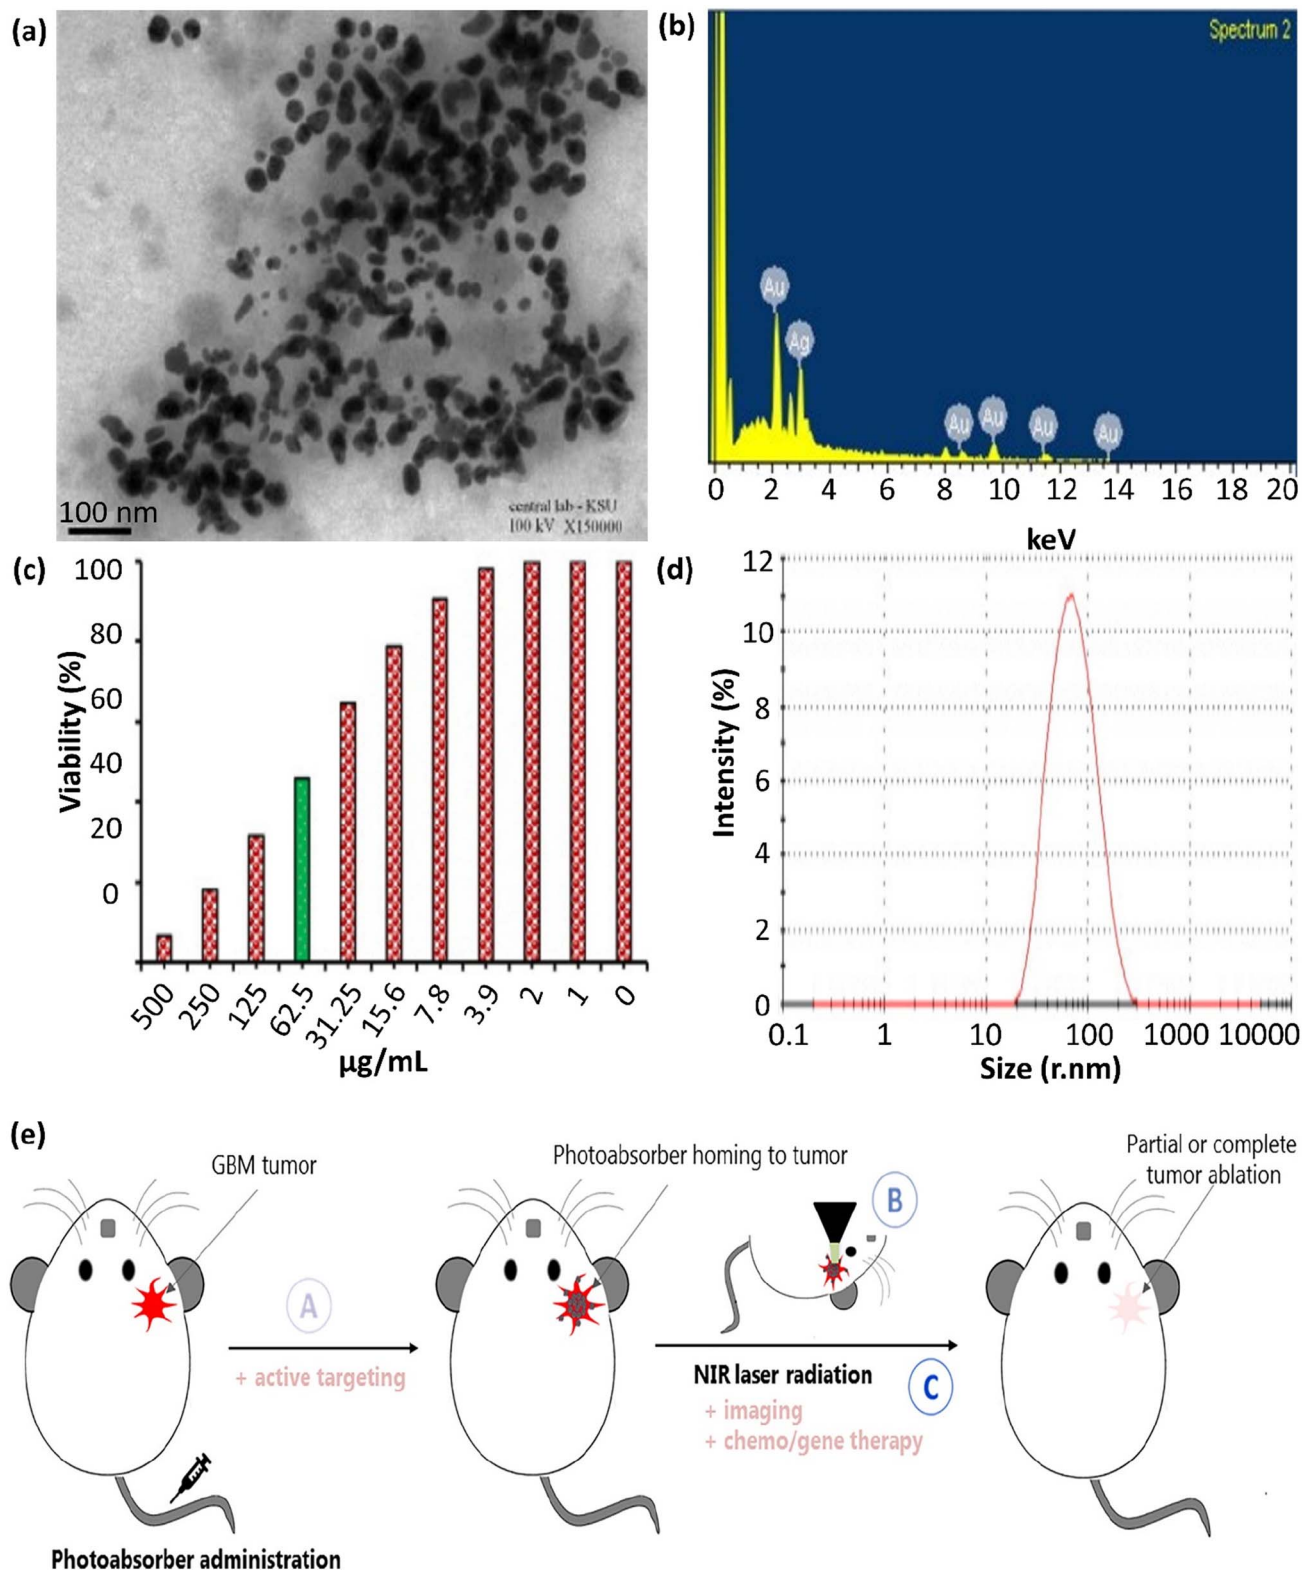 (a)
central lab - KSU
100 kV X150000
100 nm
(b)
Spectrum 2
Au
Ag
Au
Au
Au
Au
0 2 4 6 8 10 12 14 16 18 20
keV
(c)
100
80
60
40
20
0
Viability (%)
500 250 125 62.5 31.25 15.6 7.8 3.9 2 1 0
µg/mL
(d)
12
10
8
6
4
2
0
Intensity (%)
0.1 1 10 100 1000 10000
Size (r.nm)
(e)
GBM tumor
Photoabsorber homing to tumor
Partial or complete
tumor ablation
A
B
+ active targeting
NIR laser radiation
C
+ imaging
+ chemo/gene therapy
Photoabsorber administration